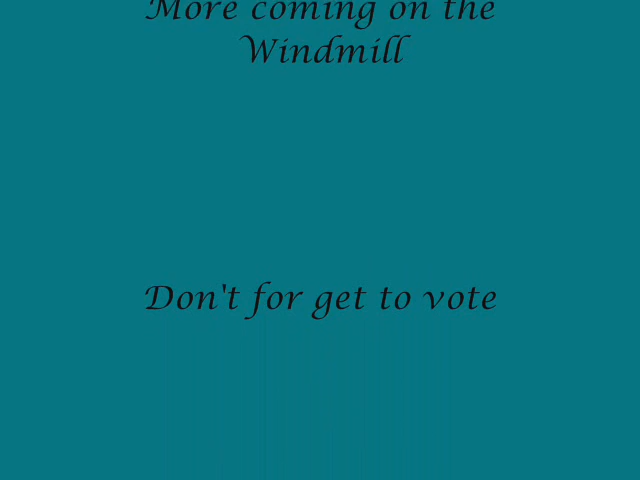 More coming on the
Windmill
Don't for get to vote